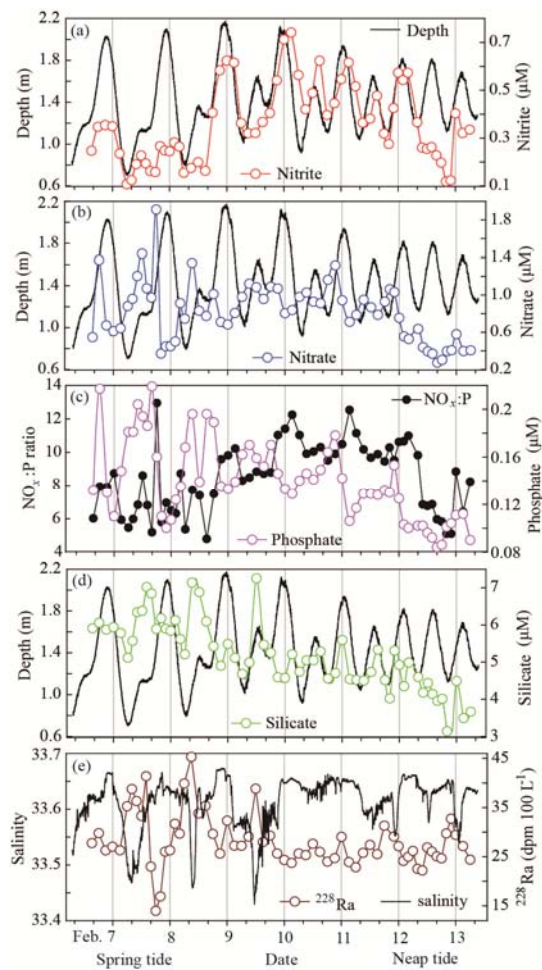 (a)
Depth
Depth (m)
2.2
1.8
1.4
1.0
0.6
Nitrite (μM)
0.7
0.5
0.3
0.1
Nitrite
(b)
Depth (m)
2.2
1.8
1.4
1.0
0.6
Nitrate (μM)
1.8
1.4
1.0
0.6
0.2
Nitrate
(c)
NOx:P
NOx:P ratio
14
12
10
8
6
4
Phosphate (μM)
0.2
0.16
0.12
0.08
Phosphate
(d)
Depth (m)
2.2
1.8
1.4
1.0
0.6
Silicate (μM)
7
6
5
4
3
Silicate
(e)
Salinity
33.7
33.6
33.5
33.4
228Ra (dpm 100 L-1)
45
35
25
15
228Ra
salinity
Feb. 7 8 9 10 11 12 13
Spring tide Date Neap tide